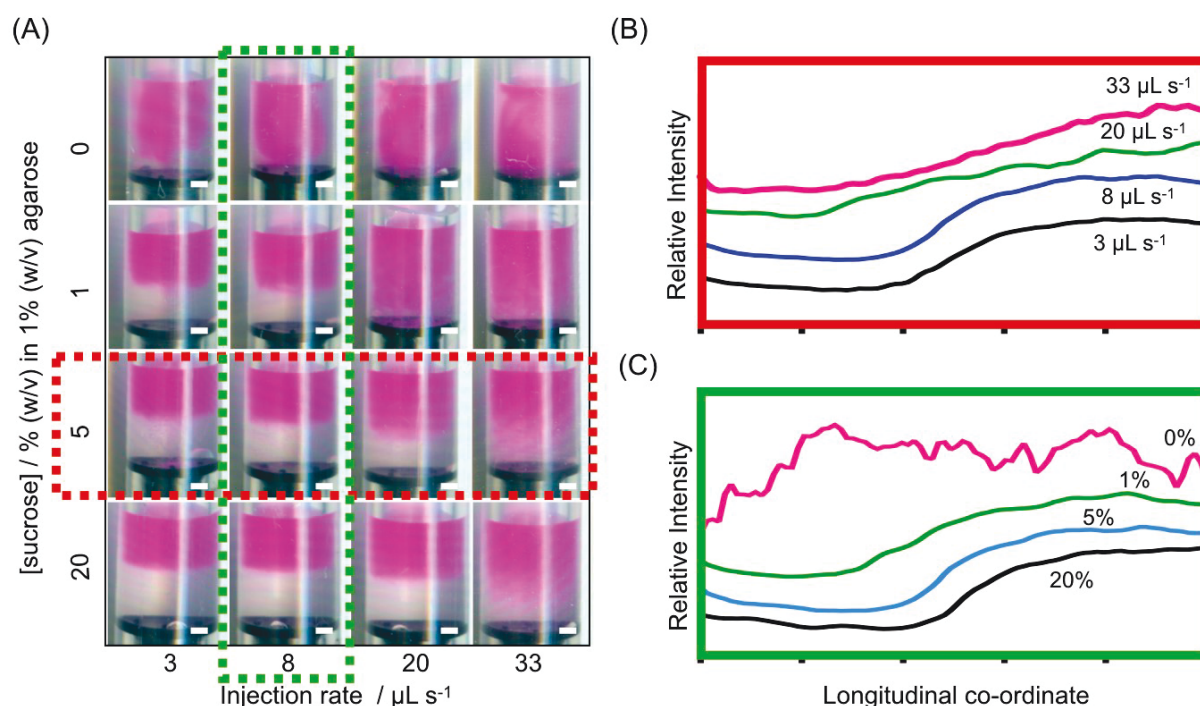 (A)
[sucrose] / % (w/v) in 1% (w/v) agarose
0
1
5
20
3
8
20
33
Injection rate / µL s⁻¹
(B)
Relative Intensity
33 µL s⁻¹
20 µL s⁻¹
8 µL s⁻¹
3 µL s⁻¹
(C)
Relative Intensity
0%
1%
5%
20%
Longitudinal co-ordinate